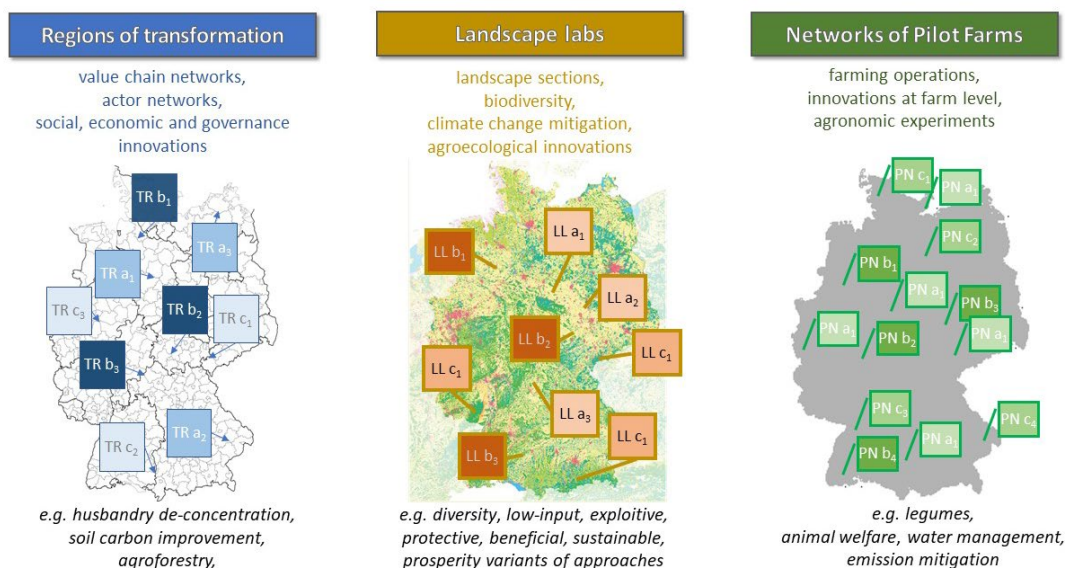 Regions of transformation
value chain networks,
actor networks,
social, economic and governance
innovations
TR b₁
TR a₃
TR a₁
TR c₃
TR b₂
TR c₁
TR b₃
TR a₂
TR c₂
e.g. husbandry de-concentration,
soil carbon improvement,
agroforestry,
Landscape labs
landscape sections,
biodiversity,
climate change mitigation,
agroecological innovations
LL a₁
LL b₁
LL a₂
LL b₂
LL c₁
LL c₁
LL a₃
LL c₁
LL b₃
e.g. diversity, low-input, exploitive,
protective, beneficial, sustainable,
prosperity variants of approaches
Networks of Pilot Farms
farming operations,
innovations at farm level,
agronomic experiments
PN c₁
PN a₁
PN c₂
PN b₁
PN a₁
PN b₃
PN a₁
PN b₂
PN a₁
PN c₃
PN c₄
PN a₁
PN b₄
e.g. legumes,
animal welfare, water management,
emission mitigation